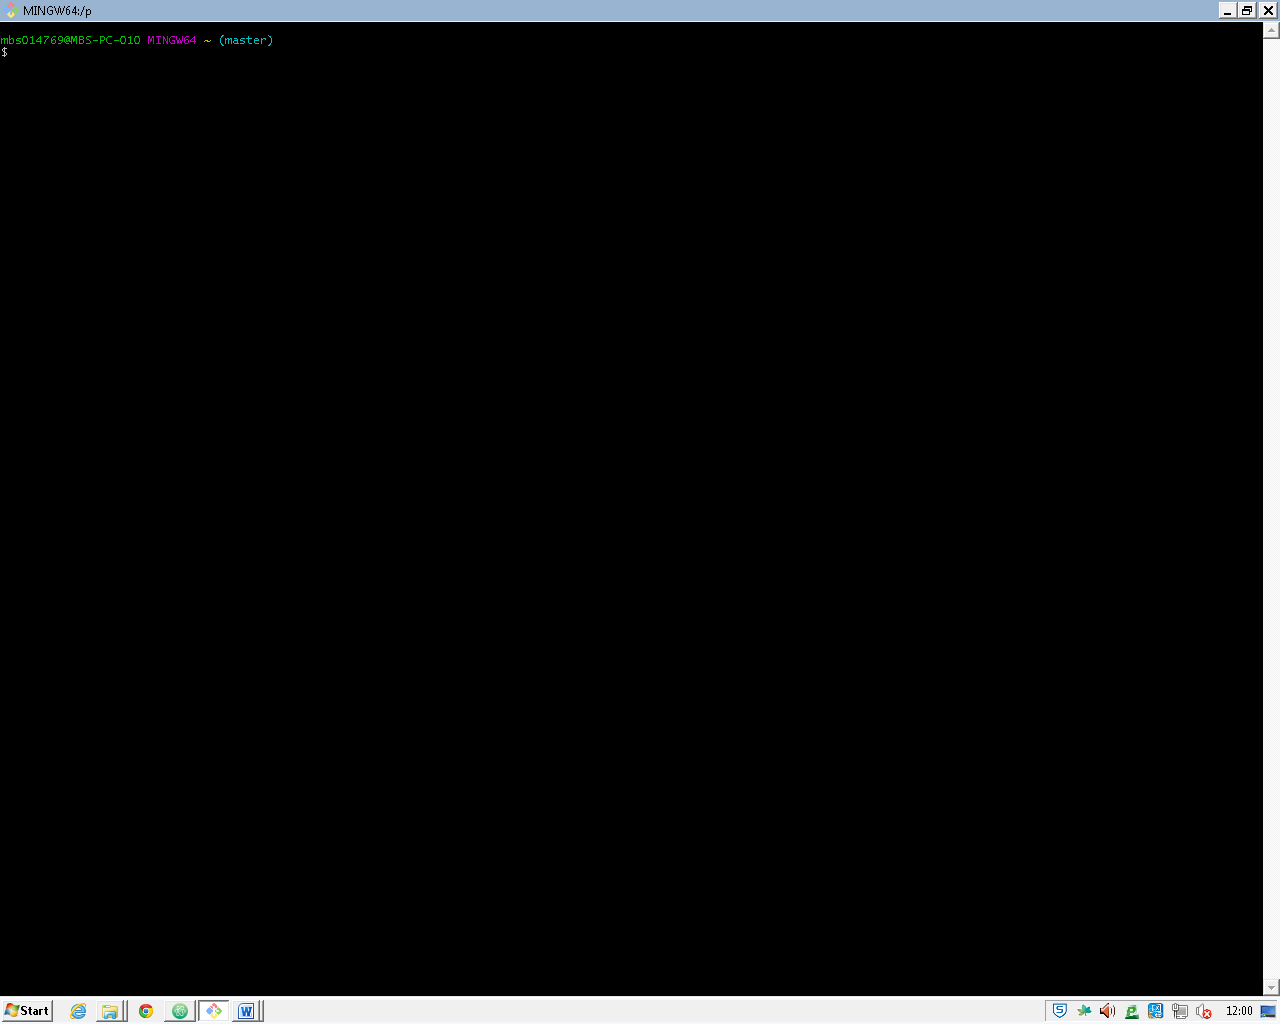 MINGW64:/p
mbs014769@MBS-PC-010 MINGW64 ~ (master)
$
Start
12:00